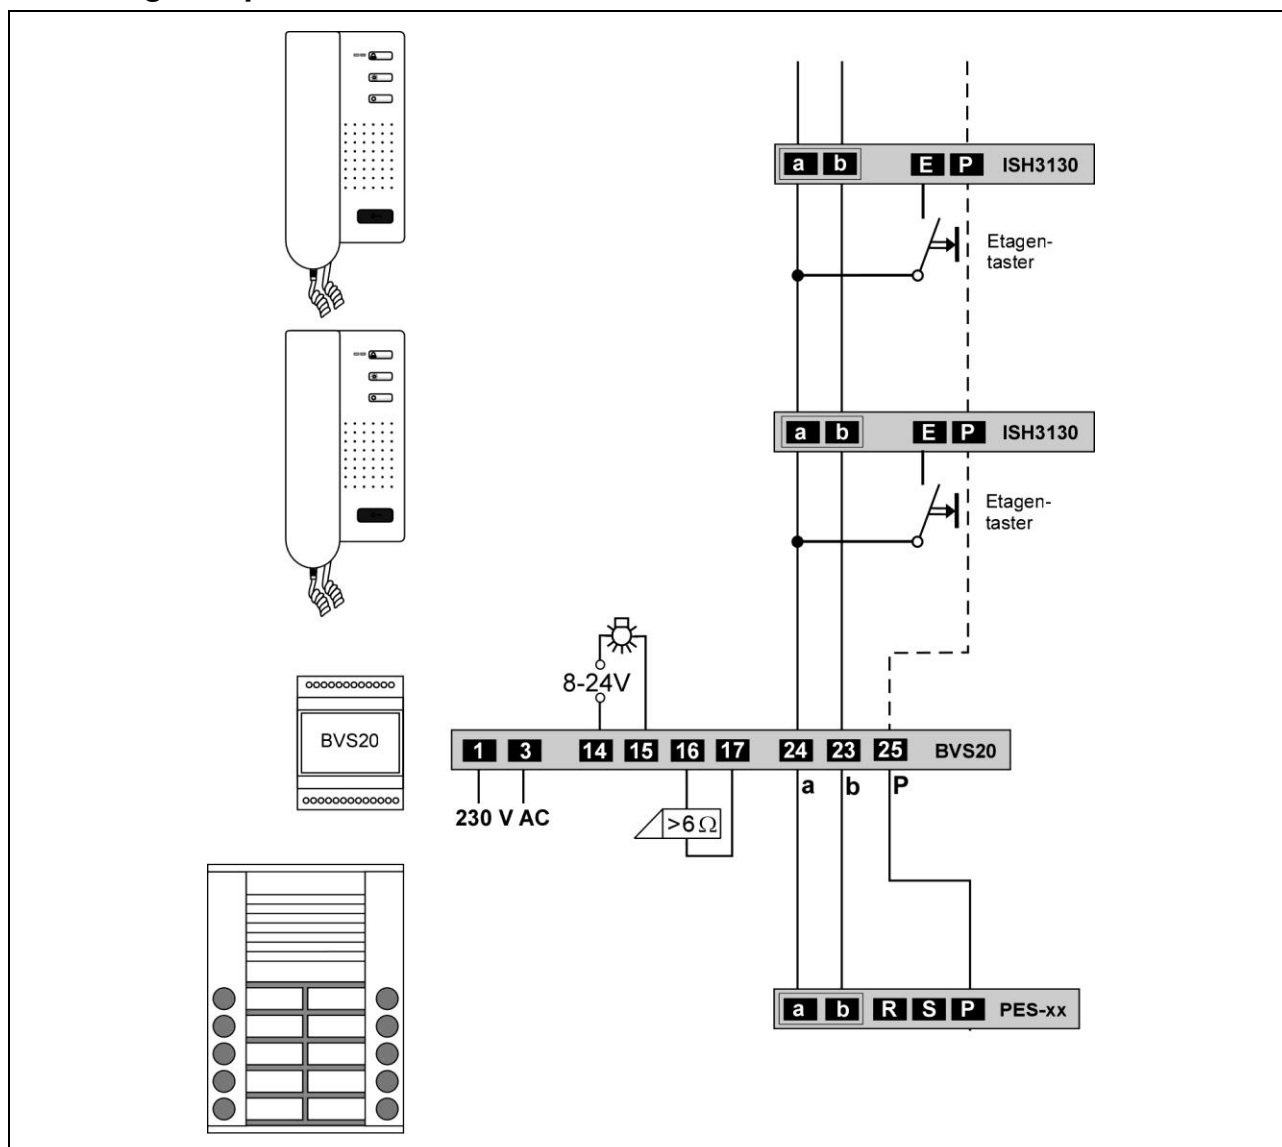 a b E P ISH3130
Etagen-
taster
a b E P ISH3130
Etagen-
taster
8-24V
BVS20
1 3 14 15 16 17 24 23 25 BVS20
a b P
230 V AC
>6 Ω
a b R S P PES-xx